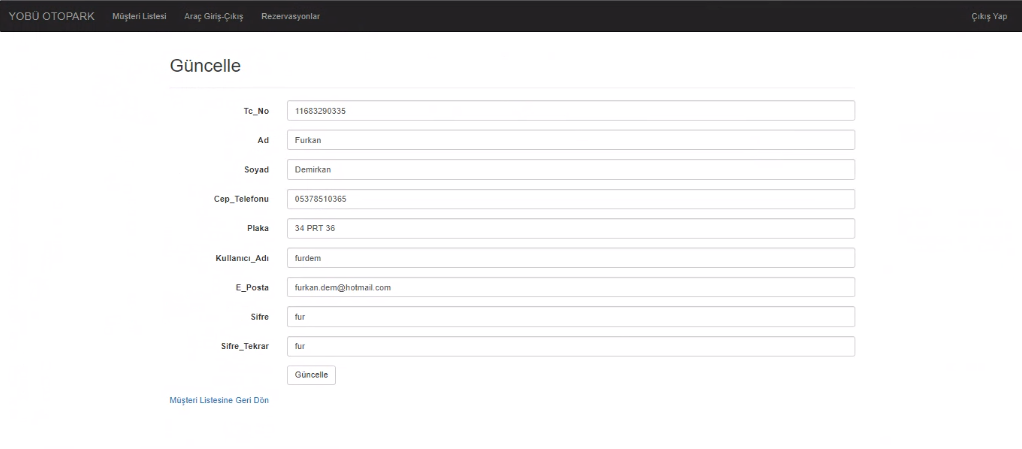 YOBÜ OTOPARK Müşteri Listesi Araç Giriş-Çıkış Rezervasyonlar Çıkış Yap
Güncelle
Tc_No 11683290335
Ad Furkan
Soyad Demirkan
Cep_Telefonu 05378510365
Plaka 34 PRT 36
Kullanıcı_Adı furdem
E_Posta furkan.dem@hotmail.com
Sifre fur
Sifre_Tekrar fur
Güncelle
Müşteri Listesine Geri Dön